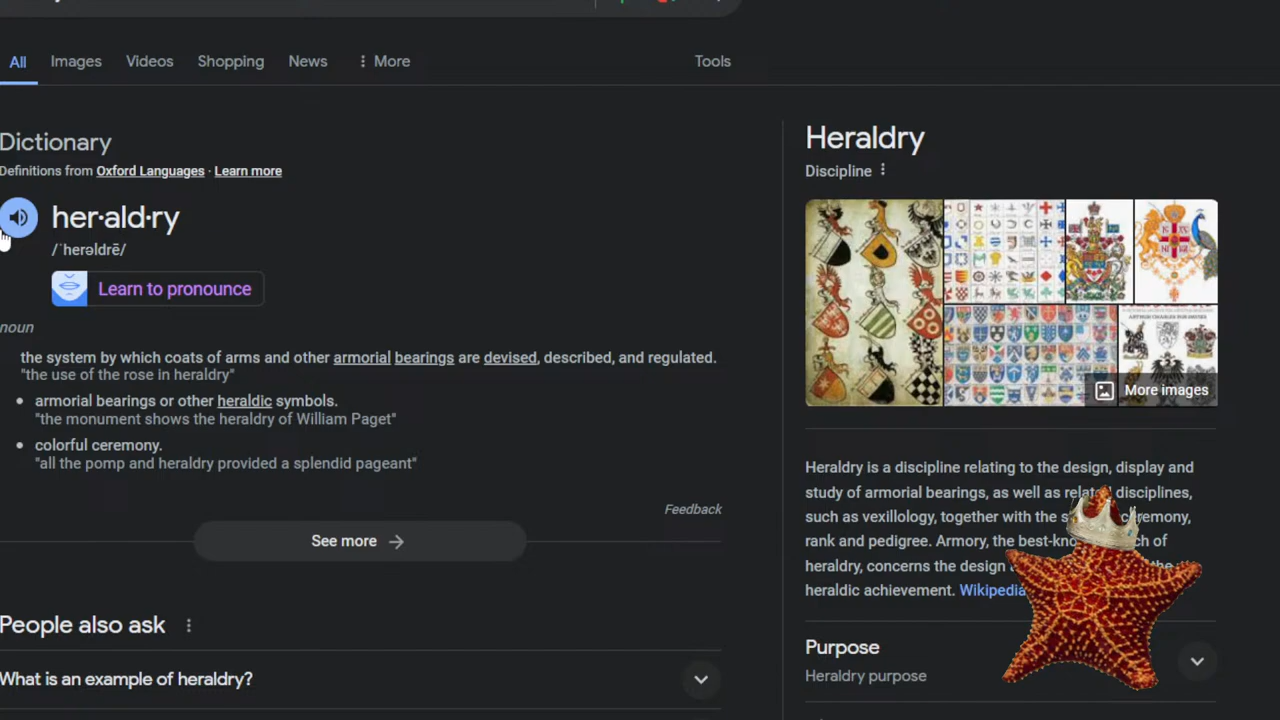 All
Images
Videos
Shopping
News
More
Tools
Dictionary
Definitions from Oxford Languages · Learn more
her·ald·ry
/ˈherəldrē/
Learn to pronounce
noun
the system by which coats of arms and other armorial bearings are devised, described, and regulated.
"the use of the rose in heraldry"
• armorial bearings or other heraldic symbols.
"the monument shows the heraldry of William Paget"
• colorful ceremony.
"all the pomp and heraldry provided a splendid pageant"
Feedback
See more
People also ask
What is an example of heraldry?
Heraldry
Discipline
More images
Heraldry is a discipline relating to the design, display and
study of armorial bearings, as well as related disciplines,
such as vexillology, together with the ceremony,
rank and pedigree. Armory, the best-known of
heraldry, concerns the design the
heraldic achievement. Wikipedia
Purpose
Heraldry purpose